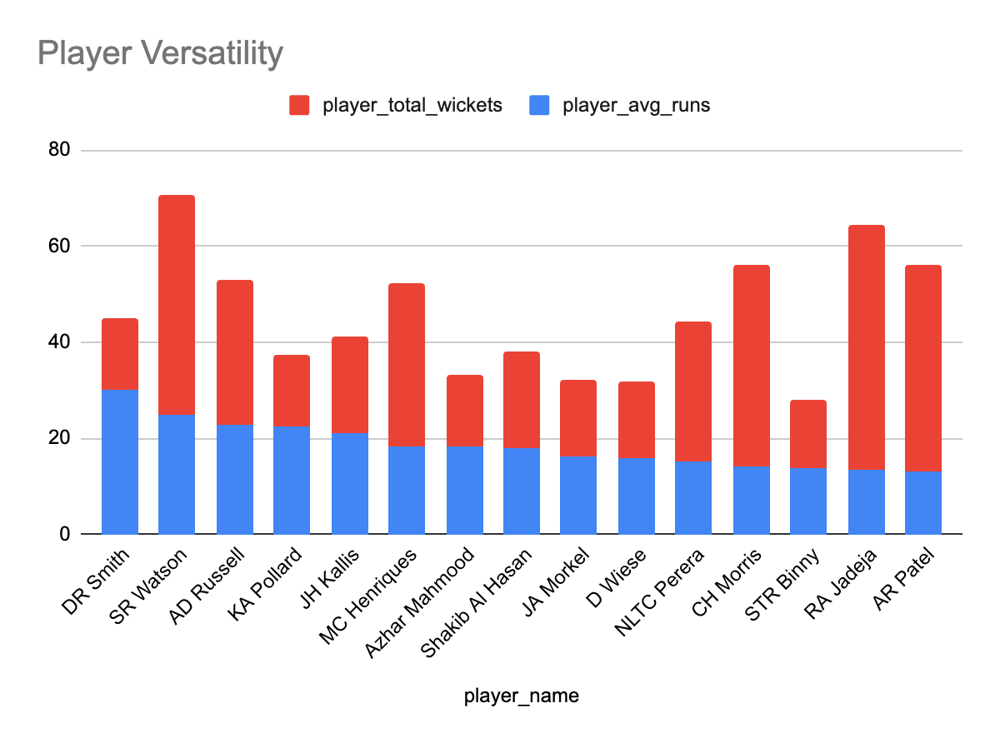 Player Versatility
player_total_wickets player_avg_runs
80
60
40
20
0
DR Smith
SR Watson
AD Russell
KA Pollard
JH Kallis
MC Henriques
Azhar Mahmood
Shakib Al Hasan
JA Morkel
D Wiese
NLTC Perera
CH Morris
STR Binny
RA Jadeja
AR Patel
player_name